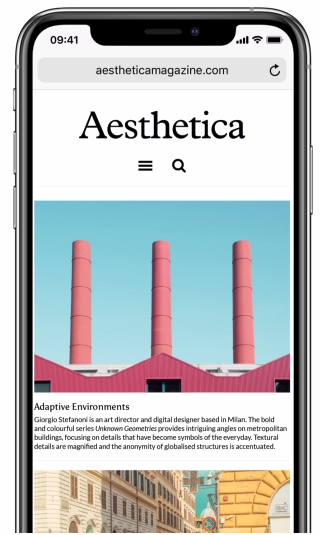 09:41
aestheticamagazine.com
Aesthetica
Adaptive Environments
Giorgio Stefanoni is an art director and digital designer based in Milan. The bold
and colourful series Unknown Geometries provides intriguing angles on metropolitan
buildings, focusing on details that have become symbols of the everyday. Textural
details are magnified and the anonymity of globalised structures is accentuated.